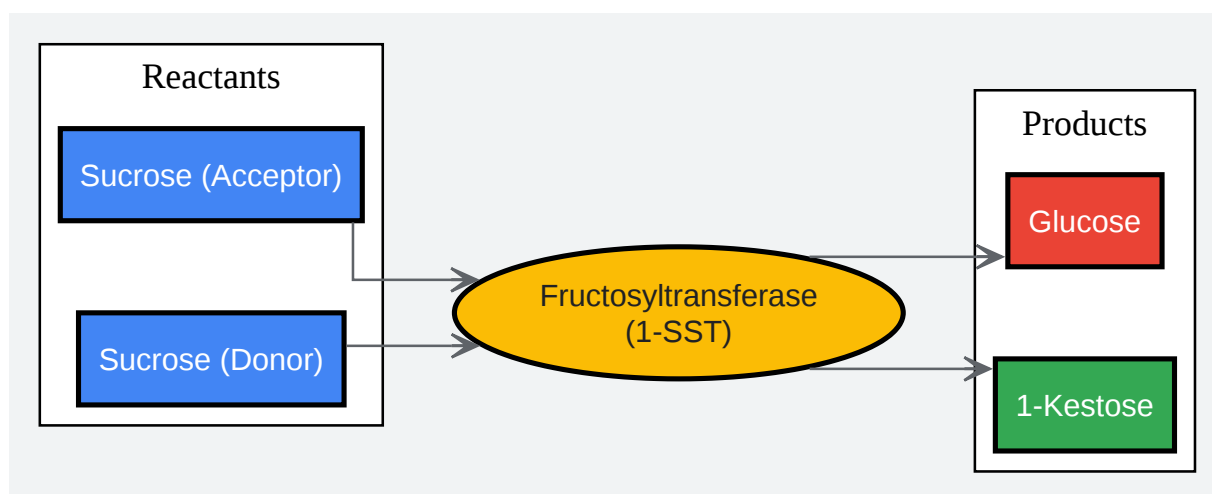 Reactants
Sucrose (Acceptor)
Sucrose (Donor)
Fructosyltransferase
(1-SST)
Products
Glucose
1-Kestose